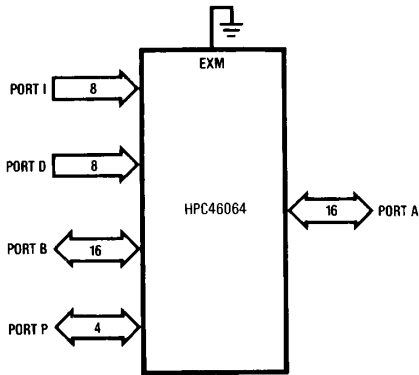 EXM
PORT I 8
PORT D 8
HPC46064
16 PORT A
PORT B 16
PORT P 4